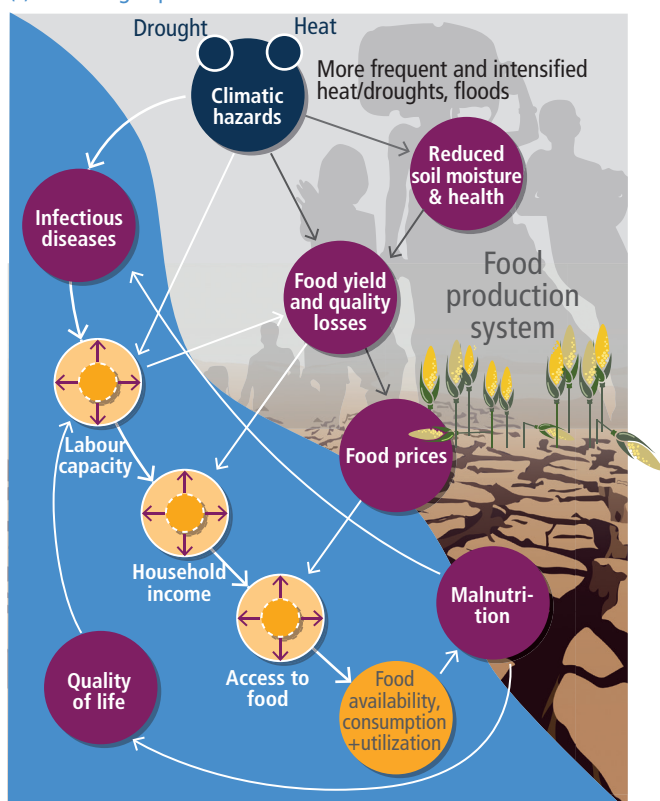 Drought
Heat
Climatic
hazards
More frequent and intensified
heat/droughts, floods
Reduced
soil moisture
& health
Infectious
diseases
Food yield
and quality
losses
Food
production
system
Labour
capacity
Food prices
Household
income
Malnutri-
tion
Access to
food
Quality
of life
Food
availability,
consumption
+utilization